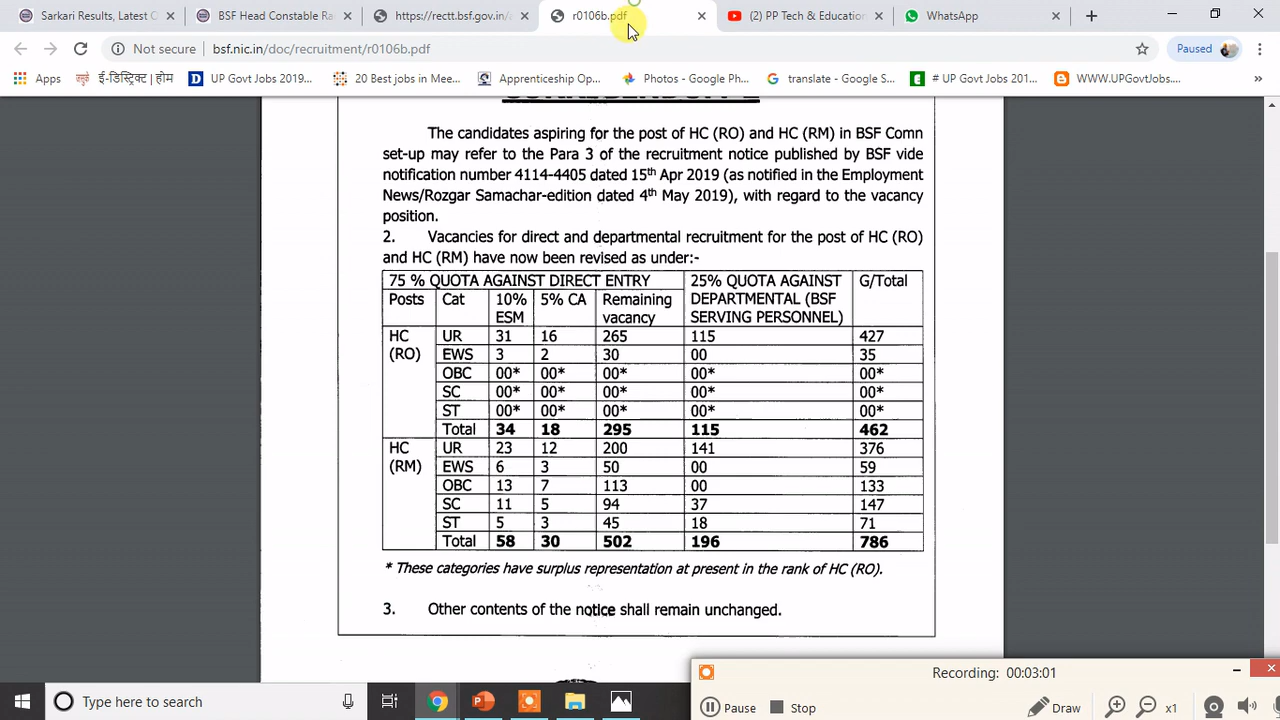 Sarkari Results, Latest C
BSF Head Constable Ra
https://rectt.bsf.gov.in/
r0106b.pdf
(2) PP Tech & Education
WhatsApp
Not secure
bsf.nic.in/doc/recruitment/r0106b.pdf
Paused
Apps
ई-डिस्ट्रिक्ट | होम
UP Govt Jobs 2019...
20 Best jobs in Mee...
Apprenticeship Op...
Photos - Google Ph...
translate - Google S...
# UP Govt Jobs 201...
WWW.UPGovtJobs...
The candidates aspiring for the post of HC (RO) and HC (RM) in BSF Comn
set-up may refer to the Para 3 of the recruitment notice published by BSF vide
notification number 4114-4405 dated 15th Apr 2019 (as notified in the Employment
News/Rozgar Samachar-edition dated 4th May 2019), with regard to the vacancy
position.
2. Vacancies for direct and departmental recruitment for the post of HC (RO)
and HC (RM) have now been revised as under:-
75 % QUOTA AGAINST DIRECT ENTRY 25% QUOTA AGAINST DEPARTMENTAL (BSF SERVING PERSONNEL) G/Total
Posts Cat 10% ESM 5% CA Remaining vacancy
HC (RO) UR 31 16 265 115 427
EWS 3 2 30 00 35
OBC 00* 00* 00* 00* 00*
SC 00* 00* 00* 00* 00*
ST 00* 00* 00* 00* 00*
Total 34 18 295 115 462
HC (RM) UR 23 12 200 141 376
EWS 6 3 50 00 59
OBC 13 7 113 00 133
SC 11 5 94 37 147
ST 5 3 45 18 71
Total 58 30 502 196 786
* These categories have surplus representation at present in the rank of HC (RO).
3. Other contents of the notice shall remain unchanged.
Recording: 00:03:01
Pause
Stop
Draw
x1
Type here to search